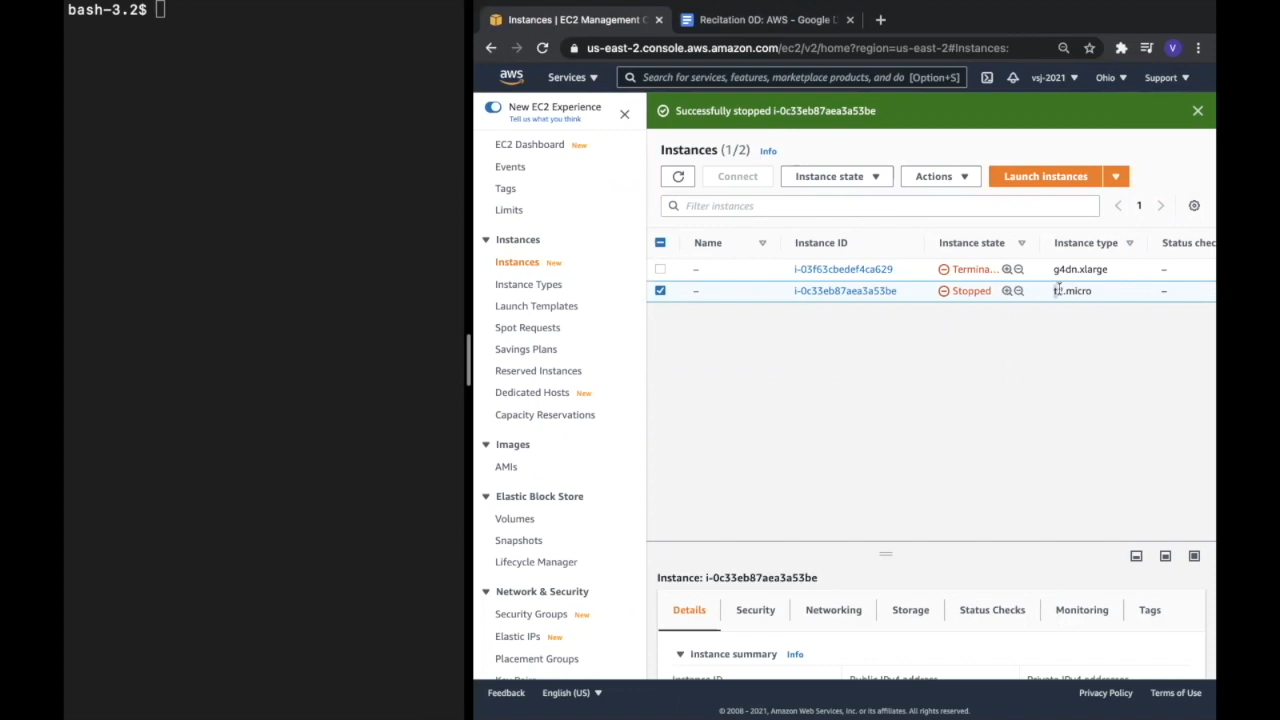 bash-3.2$
Instances | EC2 Management C
Recitation 0D: AWS - Google D
us-east-2.console.aws.amazon.com/ec2/v2/home?region=us-east-2#Instances:
V
aws
Services
Search for services, features, marketplace products, and do [Option+S]
vsj-2021
Ohio
Support
New EC2 Experience
Tell us what you think
EC2 Dashboard New
Events
Tags
Limits
Instances
Instances New
Instance Types
Launch Templates
Spot Requests
Savings Plans
Reserved Instances
Dedicated Hosts New
Capacity Reservations
Images
AMIs
Elastic Block Store
Volumes
Snapshots
Lifecycle Manager
Network & Security
Security Groups New
Elastic IPs New
Placement Groups
Successfully stopped i-0c33eb87aea3a53be
Instances (1/2) Info
Connect
Instance state
Actions
Launch instances
Filter instances
1
Name Instance ID Instance state Instance type Status chec
– i-03f63cbedef4ca629 Termina... g4dn.xlarge –
– i-0c33eb87aea3a53be Stopped .micro –
Instance: i-0c33eb87aea3a53be
Details Security Networking Storage Status Checks Monitoring Tags
Instance summary Info
Instance ID Public IPv4 address Private IPv4 addresses
Feedback English (US) Privacy Policy Terms of Use
© 2008 - 2021, Amazon Web Services, Inc. or its affiliates. All rights reserved.